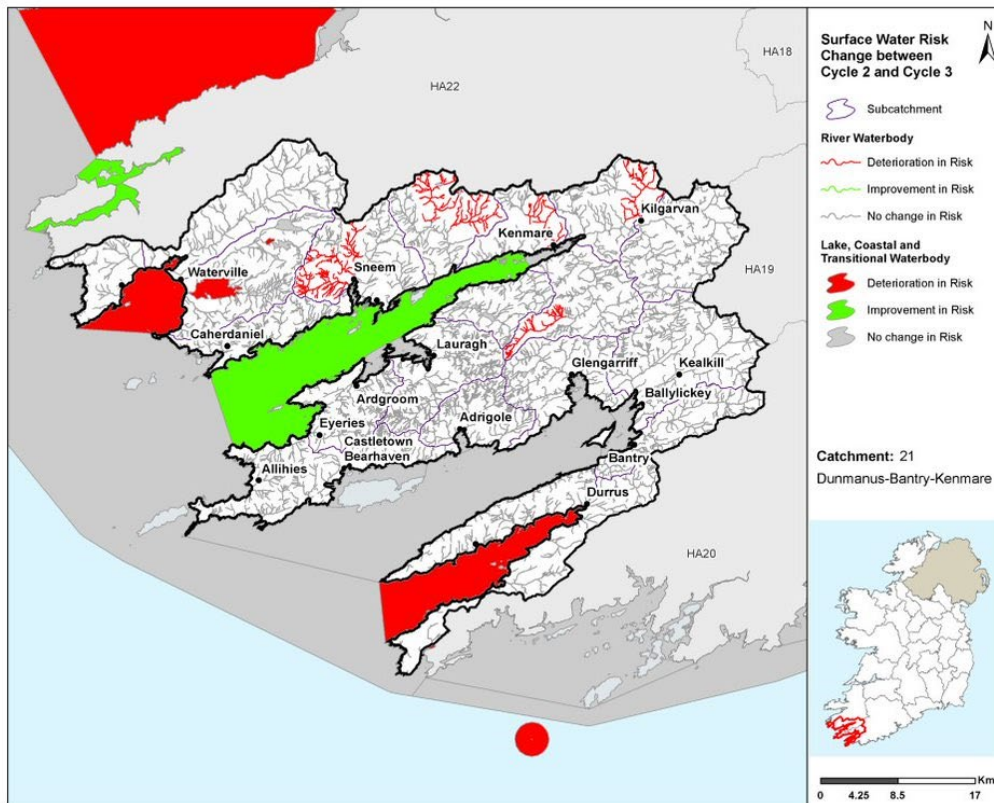 HA18
HA22
Kilgarvan
Kenmare
HA19
Waterville
Sneem
Caherdaniel
Lauragh
Glengarriff
Kealkill
Ardgroom
Ballylickey
Eyeries
Adrigole
Castletown
Bearhaven
Bantry
Allihies
Durrus
HA20
N
Surface Water Risk
Change between
Cycle 2 and Cycle 3
Subcatchment
River Waterbody
Deterioration in Risk
Improvement in Risk
No change in Risk
Lake, Coastal and
Transitional Waterbody
Deterioration in Risk
Improvement in Risk
No change in Risk
Catchment: 21
Dunmanus-Bantry-Kenmare
Km
0 4.25 8.5 17